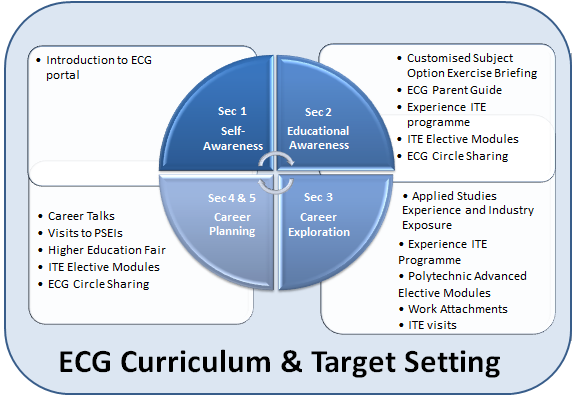 • Introduction to ECG
portal
• Customised Subject
Option Exercise Briefing
• ECG Parent Guide
• Experience ITE
programme
• ITE Elective Modules
• ECG Circle Sharing
Sec 1
Self-
Awareness
Sec 2
Educational
Awareness
Sec 4 & 5
Career
Planning
Sec 3
Career
Exploration
• Career Talks
• Visits to PSEIs
• Higher Education Fair
• ITE Elective Modules
• ECG Circle Sharing
• Applied Studies
Experience and Industry
Exposure
• Experience ITE
Programme
• Polytechnic Advanced
Elective Modules
• Work Attachments
• ITE visits
ECG Curriculum & Target Setting